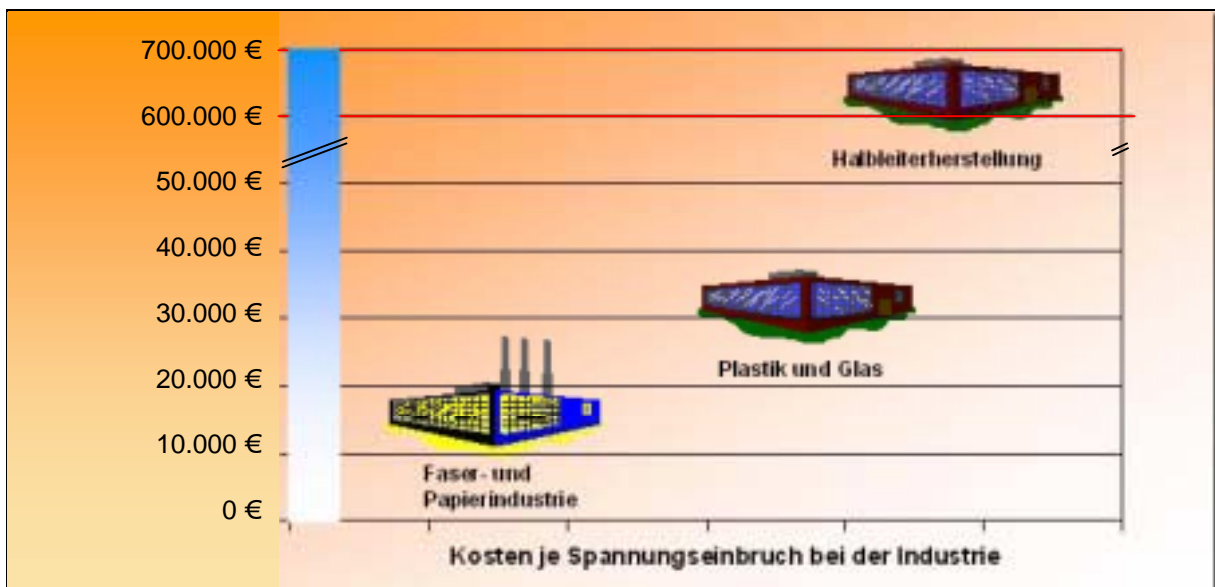 700.000 €
600.000 €
50.000 €
40.000 €
30.000 €
20.000 €
10.000 €
0 €
Halbleiterherstellung
Plastik und Glas
Faser- und
Papierindustrie
Kosten je Spannungseinbruch bei der Industrie